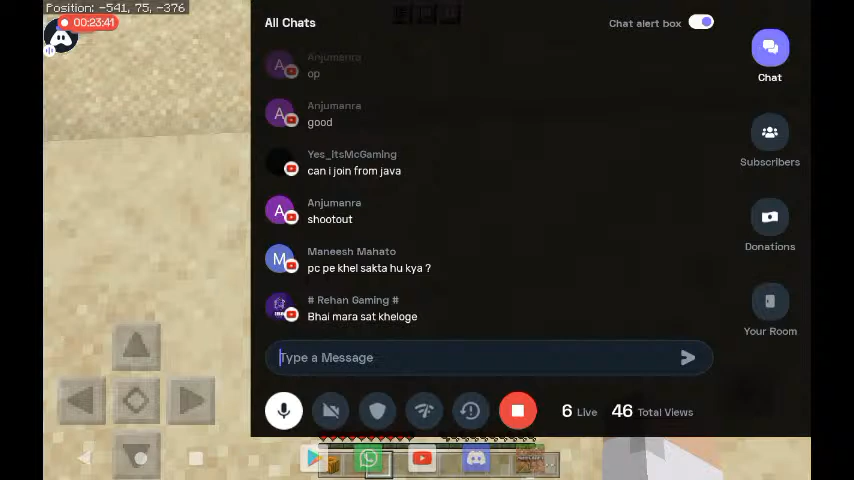 Position: -541, 75, -376
00:23:41
All Chats
Chat alert box
Anjumanra
op
Anjumanra
good
Yes_ItsMcGaming
can i join from java
Anjumanra
shootout
Maneesh Mahato
pc pe khel sakta hu kya ?
# Rehan Gaming #
Bhai mara sat kheloge
Type a Message
6 Live
46 Total Views
Chat
Subscribers
Donations
Your Room